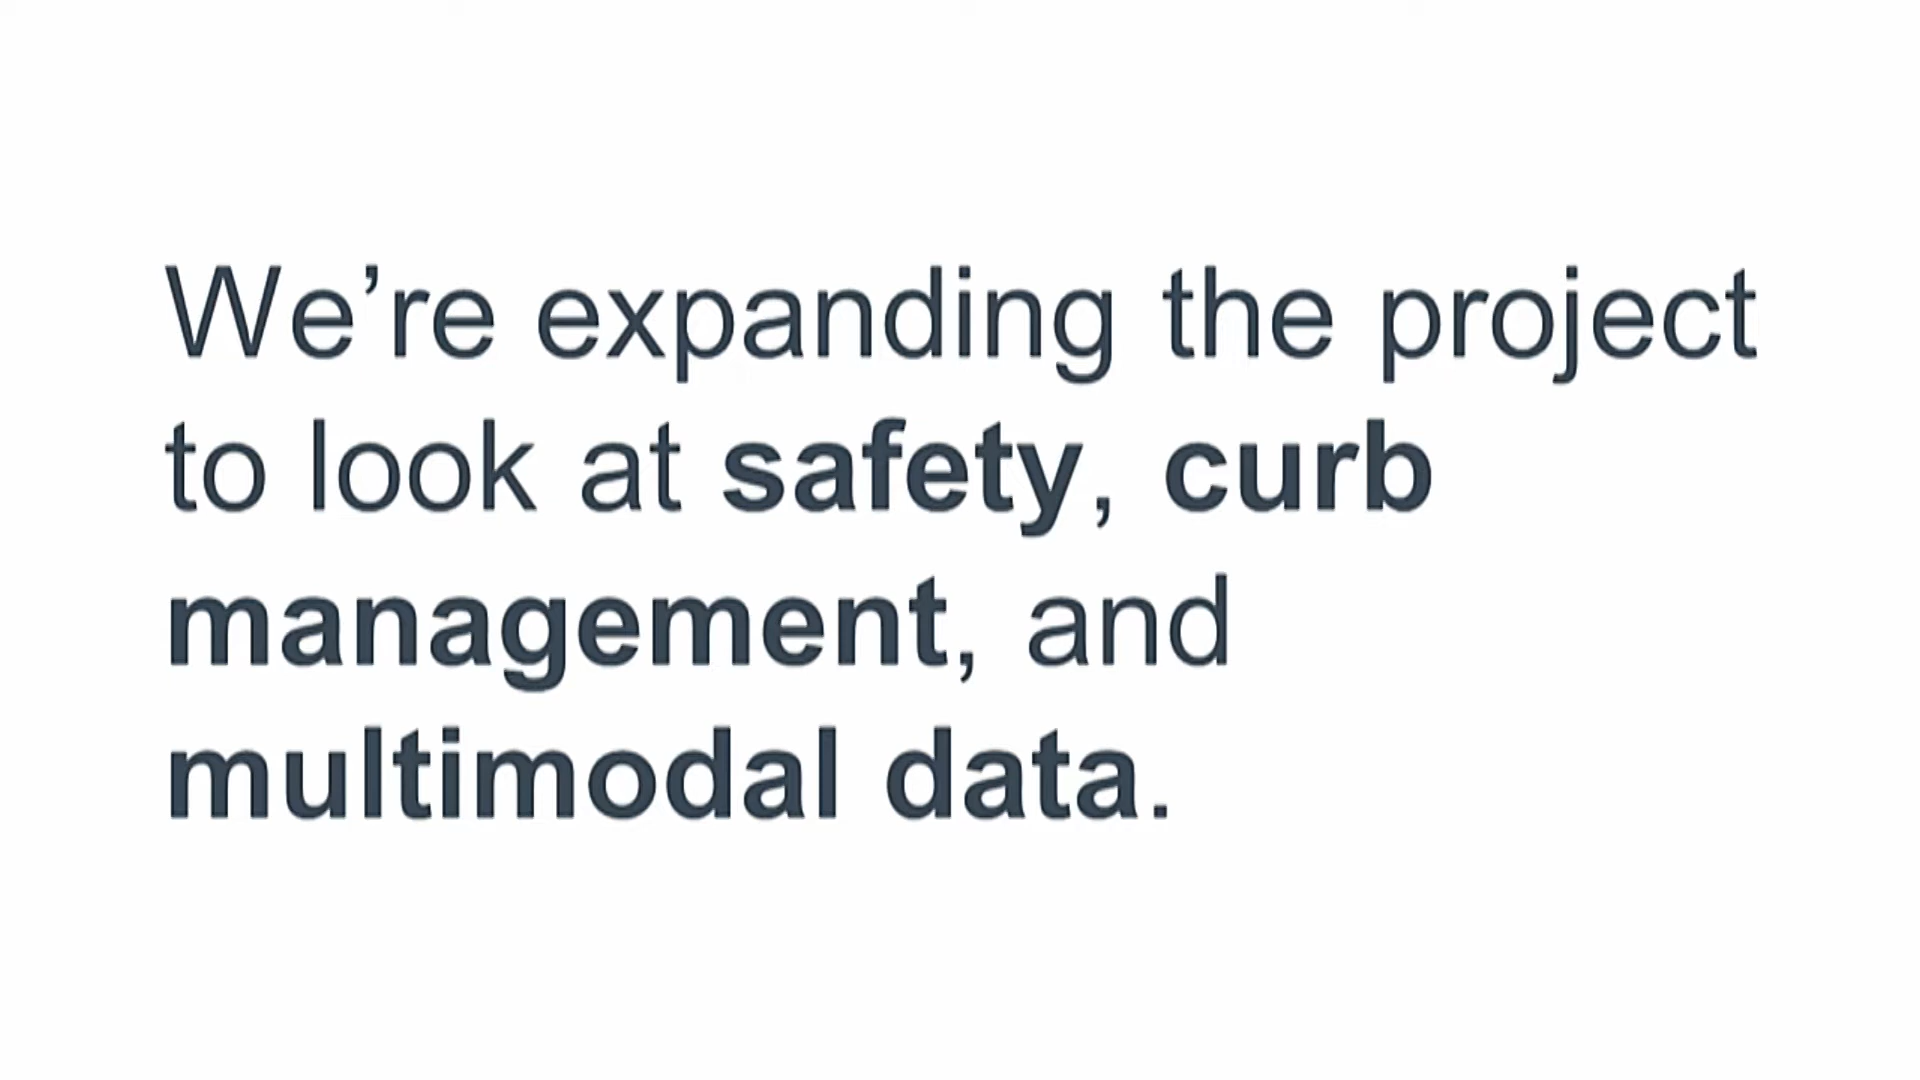 We’re expanding the project
to look at safety, curb
management, and
multimodal data.